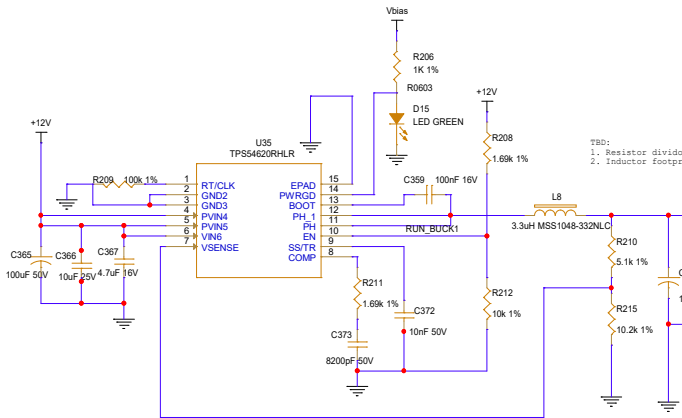 Vbias
R206
1K 1%
R0603
+12V
D15
LED GREEN
+12V
U35
TPS54620RHLR
R208
1.69k 1%
TBD:
1. Resistor divido
2. Inductor footpr
C359
100nF 16V
R209
100k 1%
1
2
3
4
5
6
7
RT/CLK
GND2
GND3
PVIN4
PVIN5
VIN6
VSENSE
EPAD
PWRGD
BOOT
PH_1
PH
EN
SS/TR
COMP
15
14
13
12
11
10
9
8
RUN_BUCK1
L8
3.3uH MSS1048-332NLC
C365
100uF 50V
C366
10uF 25V
C367
4.7uF 16V
R210
5.1k 1%
R211
1.69k 1%
C372
10nF 50V
R212
10k 1%
R215
10.2k 1%
C373
8200pF 50V
C
1